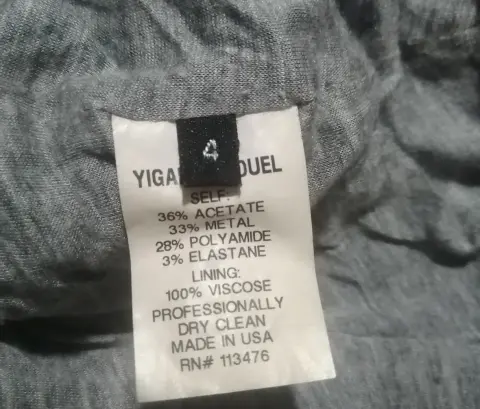 4
YIGA DUEL
SELF:
36% ACETATE
33% METAL
28% POLYAMIDE
3% ELASTANE
LINING:
100% VISCOSE
PROFESSIONALLY
DRY CLEAN
MADE IN USA
RN# 113476